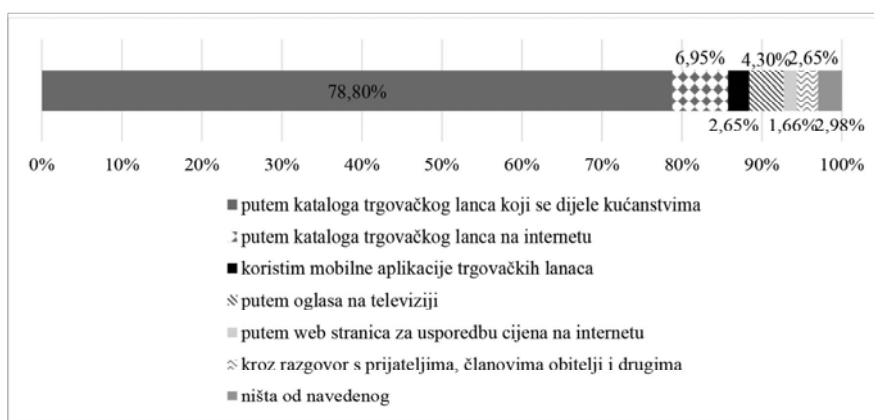 6,95% 4,30% 2,65%
78,80%
2,65% 1,66% 2,98%
0% 10% 20% 30% 40% 50% 60% 70% 80% 90% 100%
putem kataloga trgovačkog lanca koji se dijele kućanstvima
putem kataloga trgovačkog lanca na internetu
koristim mobilne aplikacije trgovačkih lanaca
putem oglasa na televiziji
putem web stranica za usporedbu cijena na internetu
kroz razgovor s prijateljima, članovima obitelji i drugima
ništa od navedenog